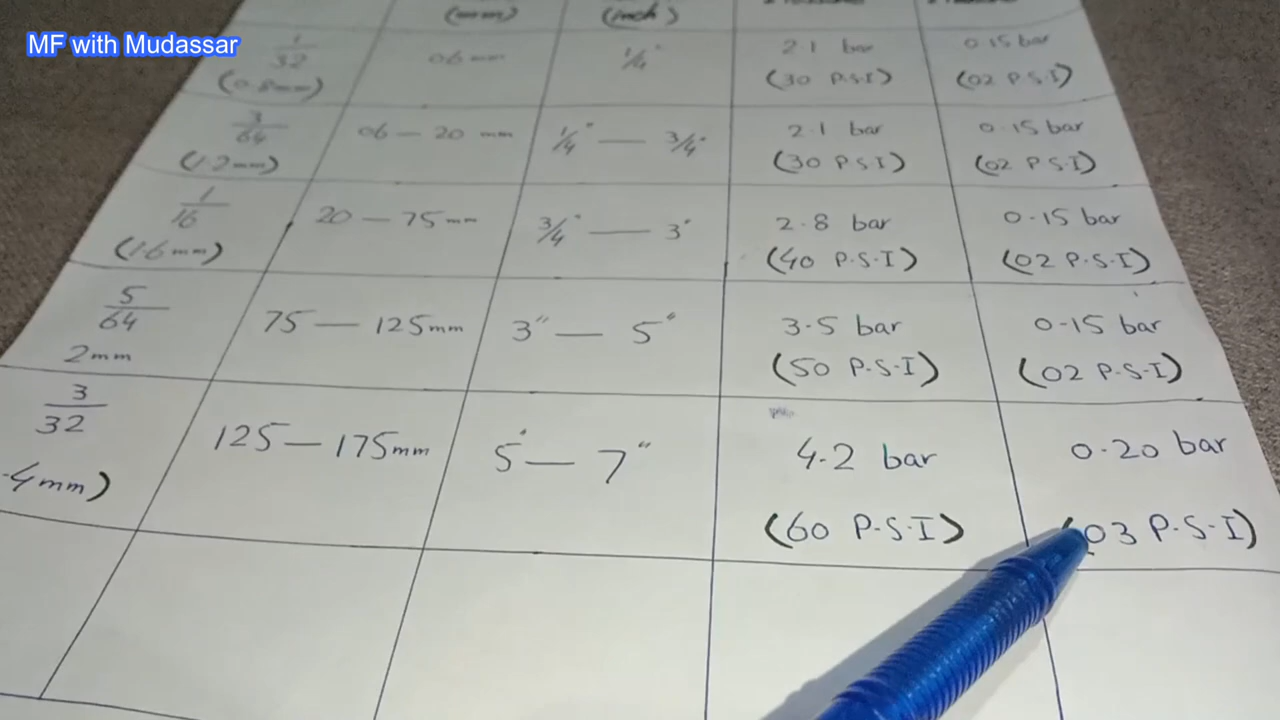 MF with Mudassar
(mm) (inch)
1/32 06 mm 1/4" 2.1 bar 0.15 bar
(0.8mm) (30 P.S.I) (02 P.S.I)
3/64 06 — 20 mm 1/4" — 3/4" 2.1 bar 0.15 bar
(1.2mm) (30 P.S.I) (02 P.S.I)
1/16 20 — 75mm 3/4" — 3" 2.8 bar 0.15 bar
(1.6mm) (40 P.S.I) (02 P.S.I)
5/64 75 — 125mm 3" — 5" 3.5 bar 0.15 bar
2mm (50 P.S.I) (02 P.S.I)
3/32 125 — 175mm 5" — 7" 4.2 bar 0.20 bar
.4mm) (60 P.S.I) (03 P.S.I)